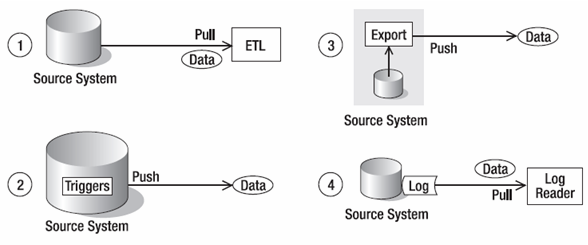 1
Pull
Data
ETL
Source System
2
Triggers
Push
Data
Source System
3
Export
Push
Data
Source System
4
Log
Data
Pull
Log
Reader
Source System